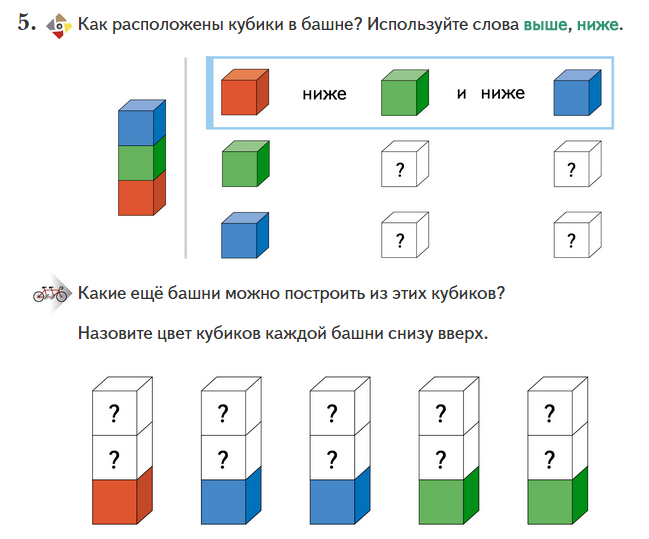 5. Как расположены кубики в башне? Используйте слова выше, ниже.
ниже и ниже
? ?
? ?
Какие ещё башни можно построить из этих кубиков?
Назовите цвет кубиков каждой башни снизу вверх.
? ? ? ? ?
? ? ? ? ?